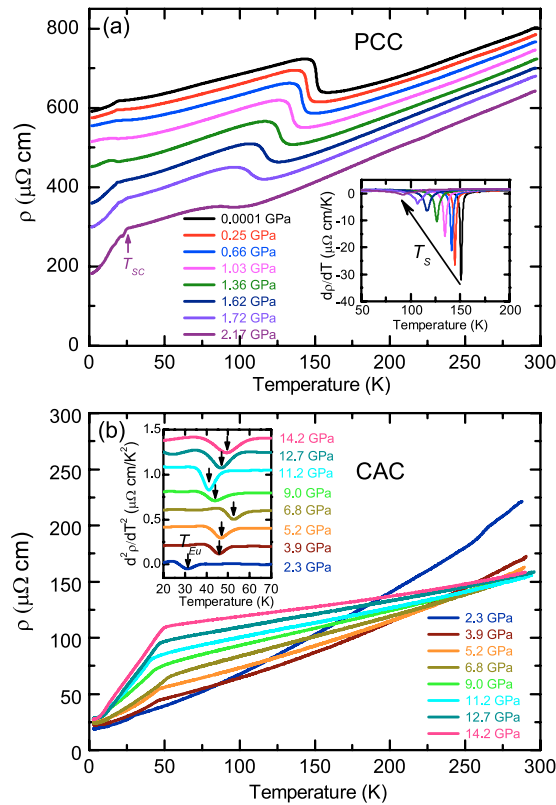 (a)
PCC
800
600
400
200
0
ρ (μΩ cm)
T_SC
0.0001 GPa
0.25 GPa
0.66 GPa
1.03 GPa
1.36 GPa
1.62 GPa
1.72 GPa
2.17 GPa
dρ/dT (μΩ cm/K)
0
-10
-20
-30
-40
T_S
50 100 150 200
Temperature (K)
0 50 100 150 200 250 300
Temperature (K)
(b)
CAC
300
250
200
150
100
50
0
ρ (μΩ cm)
d²ρ/dT² (μΩ cm/K²)
1.5
1.0
0.5
0.0
T_Eu
14.2 GPa
12.7 GPa
11.2 GPa
9.0 GPa
6.8 GPa
5.2 GPa
3.9 GPa
2.3 GPa
20 30 40 50 60 70
Temperature (K)
2.3 GPa
3.9 GPa
5.2 GPa
6.8 GPa
9.0 GPa
11.2 GPa
12.7 GPa
14.2 GPa
0 50 100 150 200 250 300
Temperature (K)